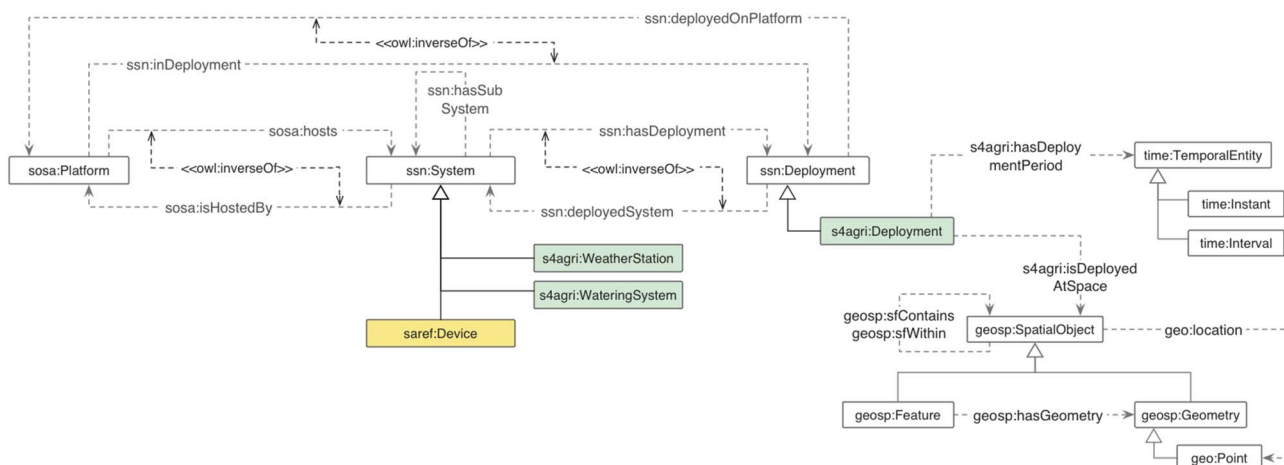 ssn:deployedOnPlatform
<<owl:inverseOf>>
ssn:inDeployment
ssn:hasSub
System
sosa:hosts
ssn:hasDeployment
s4agri:hasDeploy
mentPeriod
sosa:Platform
<<owl:inverseOf>>
ssn:System
<<owl:inverseOf>>
ssn:Deployment
time:TemporalEntity
sosa:isHostedBy
ssn:deployedSystem
time:Instant
s4agri:Deployment
time:Interval
s4agri:WeatherStation
s4agri:isDeployed
AtSpace
s4agri:WateringSystem
geosp:sfContains
geosp:sfWithin
saref:Device
geosp:SpatialObject
geo:location
geosp:Feature
geosp:hasGeometry
geosp:Geometry
geo:Point